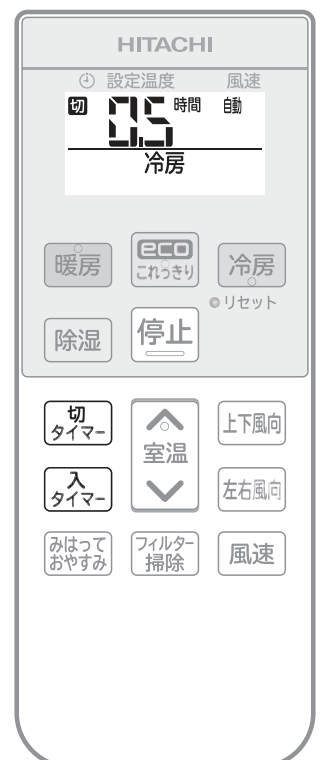 HITACHI
設定温度 風速
切 0.5 時間 自動
冷房
暖房 eco これっきり 冷房
リセット
除湿 停止
切タイマー 室温 上下風向
入タイマー 左右風向
みはっておやすみ フィルター掃除 風速